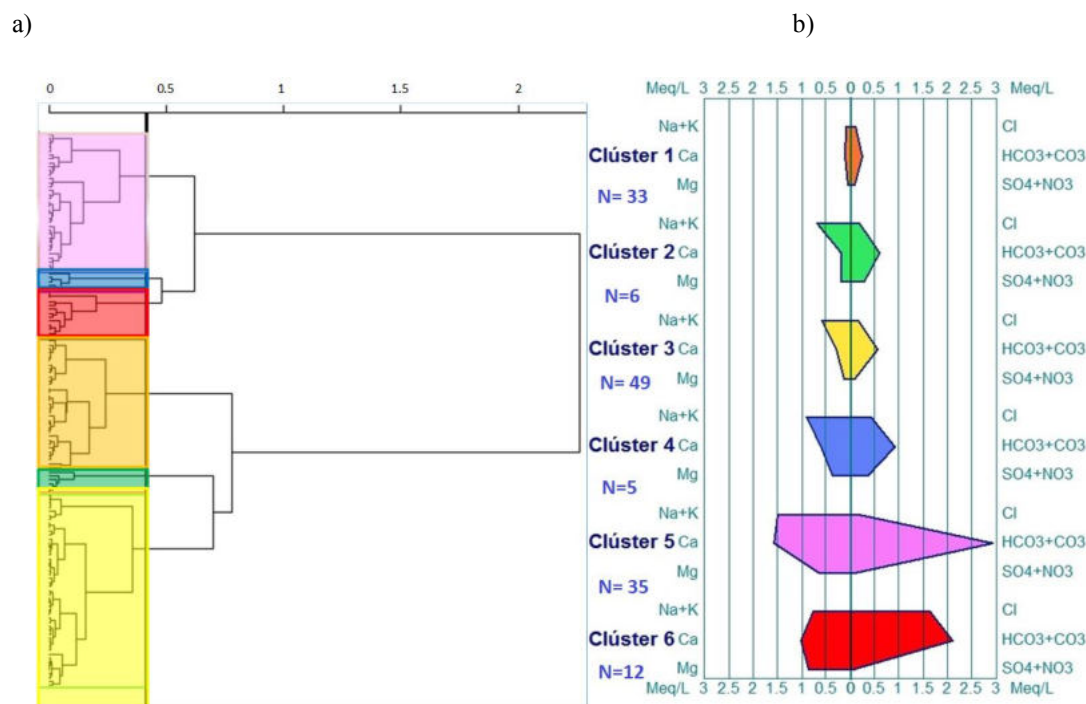 a)
b)
0 0.5 1 1.5 2
Meq/L 3 2.5 2 1.5 1 0.5 0 0.5 1 1.5 2 2.5 3 Meq/L
Na+K Cl
Clúster 1 Ca HCO3+CO3
Mg SO4+NO3
N= 33
Na+K Cl
Clúster 2 Ca HCO3+CO3
Mg SO4+NO3
N=6
Na+K Cl
Clúster 3 Ca HCO3+CO3
Mg SO4+NO3
N= 49
Na+K Cl
Clúster 4 Ca HCO3+CO3
Mg SO4+NO3
N=5
Na+K Cl
Clúster 5 Ca HCO3+CO3
Mg SO4+NO3
N= 35
Na+K Cl
Clúster 6 Ca HCO3+CO3
Mg SO4+NO3
N=12
Meq/L 3 2.5 2 1.5 1 0.5 0 0.5 1 1.5 2 2.5 3 Meq/L